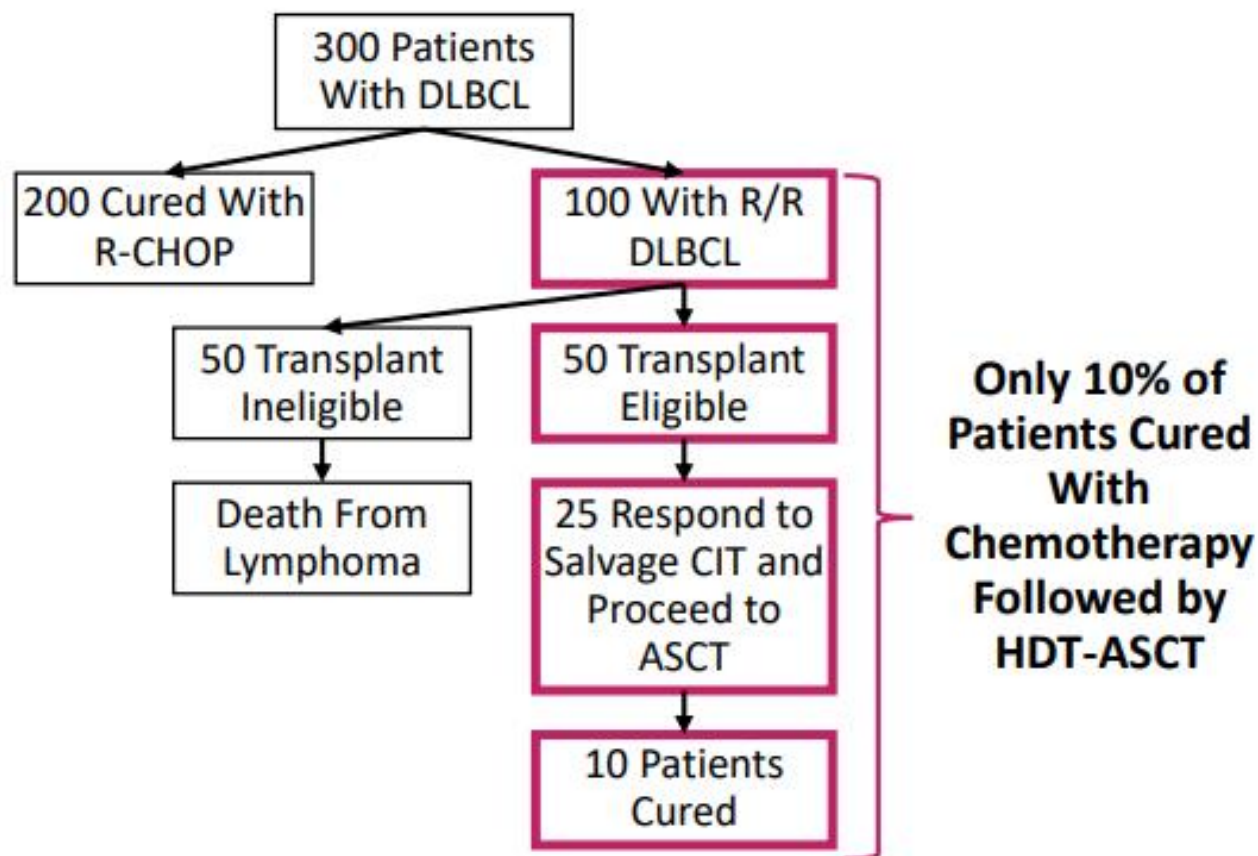 300 Patients
With DLBCL
200 Cured With
R-CHOP
100 With R/R
DLBCL
50 Transplant
Ineligible
50 Transplant
Eligible
Death From
Lymphoma
25 Respond to
Salvage CIT and
Proceed to
ASCT
10 Patients
Cured
Only 10% of
Patients Cured
With
Chemotherapy
Followed by
HDT-ASCT